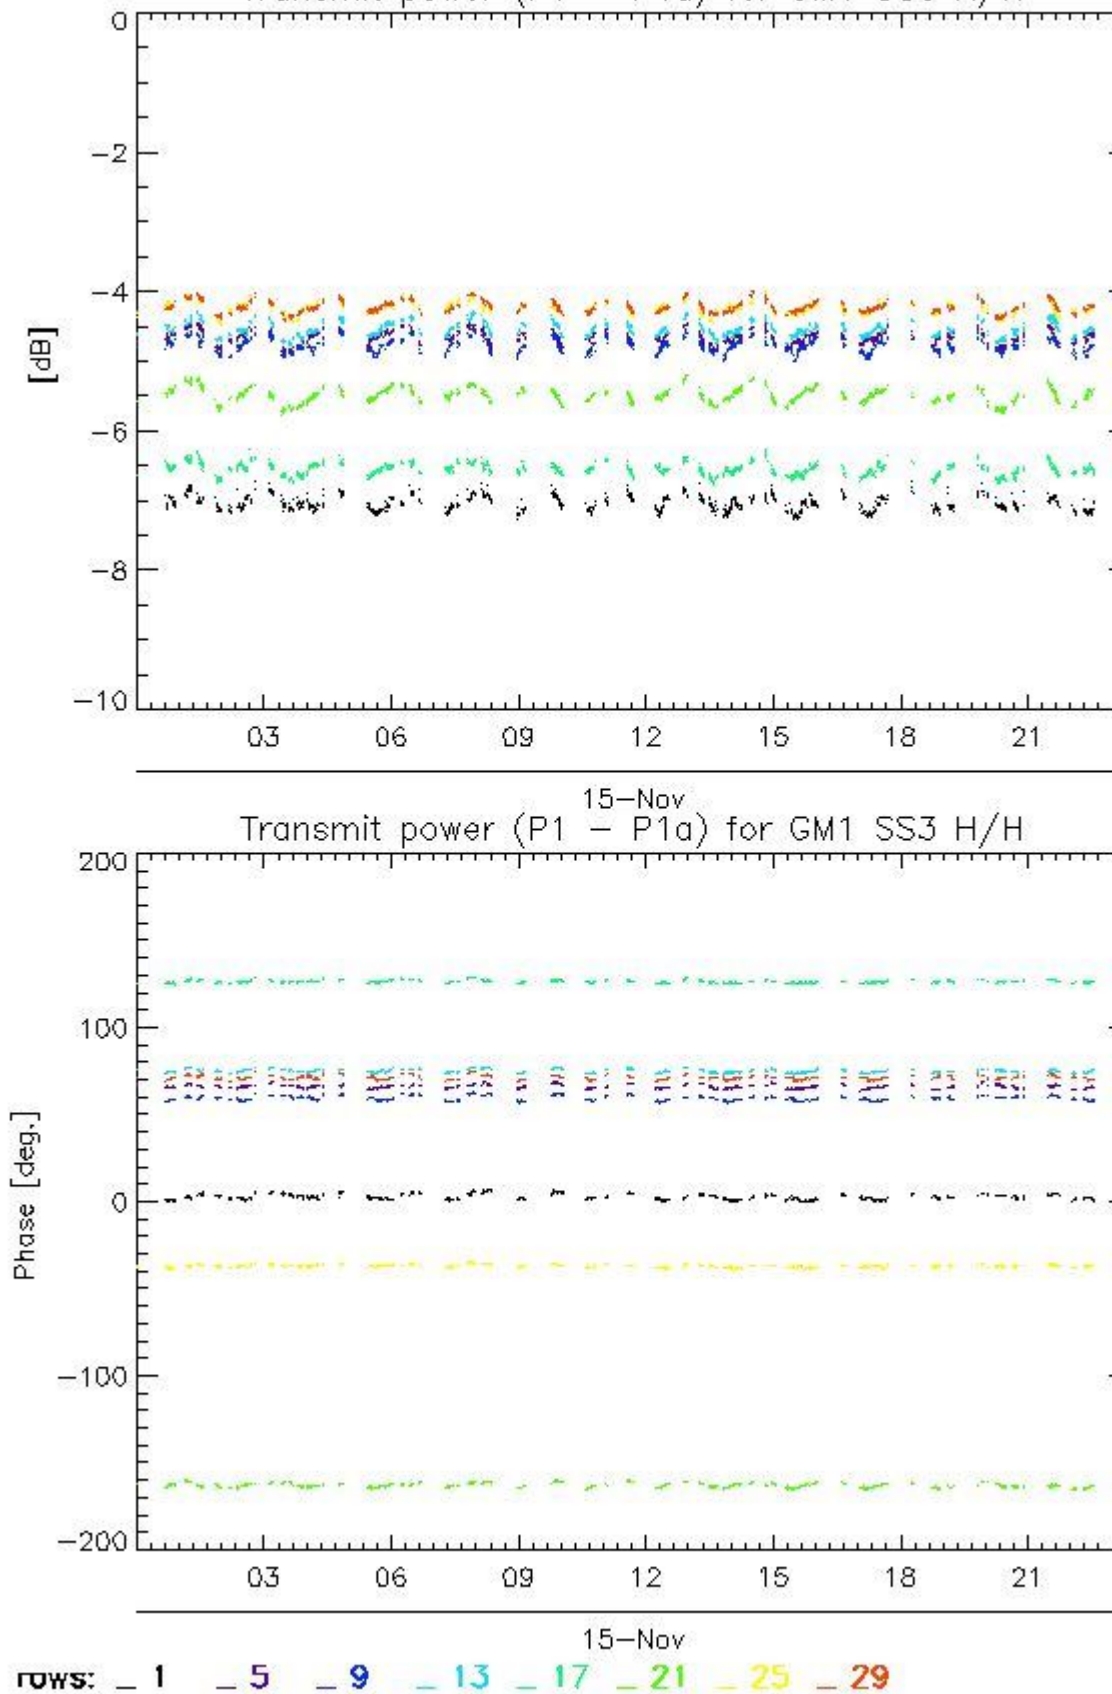 0
-2
-4
[dB]
-6
-8
-10
03 06 09 12 15 18 21
15-Nov
Transmit power (P1 - P1a) for GM1 SS3 H/H
200
100
Phase [deg.]
0
-100
-200
03 06 09 12 15 18 21
15-Nov
rows: _ 1 _ 5 _ 9 _ 13 _ 17 _ 21 _ 25 _ 29